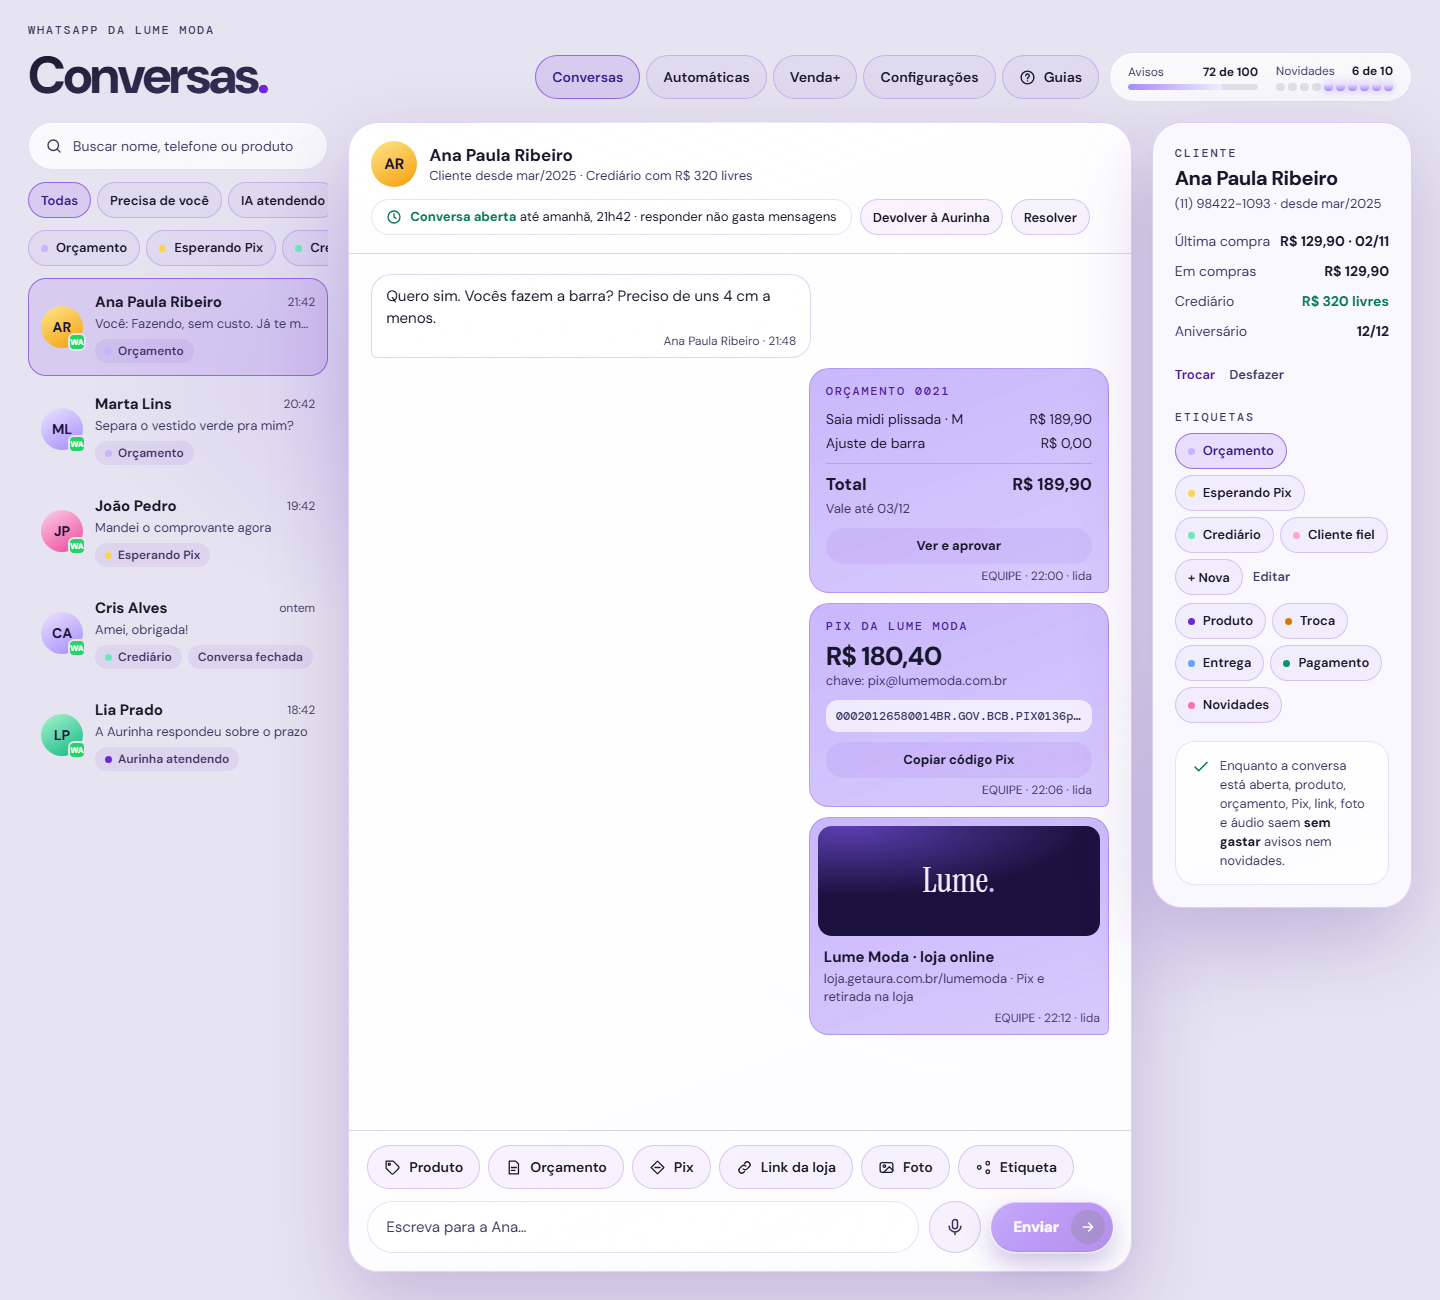 WHATSAPP DA LUME MODA
Conversas.
Conversas
Automáticas
Venda+
Configurações
Guias
Avisos 72 de 100
Novidades 6 de 10
Buscar nome, telefone ou produto
Todas
Precisa de você
IA atendendo
Orçamento
Esperando Pix
Cre
Ana Paula Ribeiro 21:42
AR
WA
Você: Fazendo, sem custo. Já te m...
Orçamento
Marta Lins 20:42
ML
WA
Separa o vestido verde pra mim?
Orçamento
João Pedro 19:42
JP
WA
Mandei o comprovante agora
Esperando Pix
Cris Alves ontem
CA
WA
Amei, obrigada!
Crediário
Conversa fechada
Lia Prado 18:42
LP
WA
A Aurinha respondeu sobre o prazo
Aurinha atendendo
AR
Ana Paula Ribeiro
Cliente desde mar/2025 · Crediário com R$ 320 livres
Conversa aberta até amanhã, 21h42 · responder não gasta mensagens
Devolver à Aurinha
Resolver
Quero sim. Vocês fazem a barra? Preciso de uns 4 cm a
menos.
Ana Paula Ribeiro · 21:48
ORÇAMENTO 0021
Saia midi plissada · M R$ 189,90
Ajuste de barra R$ 0,00
Total R$ 189,90
Vale até 03/12
Ver e aprovar
EQUIPE · 22:00 · lida
PIX DA LUME MODA
R$ 180,40
chave: pix@lumemoda.com.br
00020126580014BR.GOV.BCB.PIX0136p…
Copiar código Pix
EQUIPE · 22:06 · lida
Lume.
Lume Moda · loja online
loja.getaura.com.br/lumemoda · Pix e
retirada na loja
EQUIPE · 22:12 · lida
Produto
Orçamento
Pix
Link da loja
Foto
Etiqueta
Escreva para a Ana...
Enviar
CLIENTE
Ana Paula Ribeiro
(11) 98422-1093 · desde mar/2025
Última compra R$ 129,90 · 02/11
Em compras R$ 129,90
Crediário R$ 320 livres
Aniversário 12/12
Trocar Desfazer
ETIQUETAS
Orçamento
Esperando Pix
Crediário
Cliente fiel
+ Nova
Editar
Produto
Troca
Entrega
Pagamento
Novidades
Enquanto a conversa
está aberta, produto,
orçamento, Pix, link, foto
e áudio saem sem
gastar avisos nem
novidades.